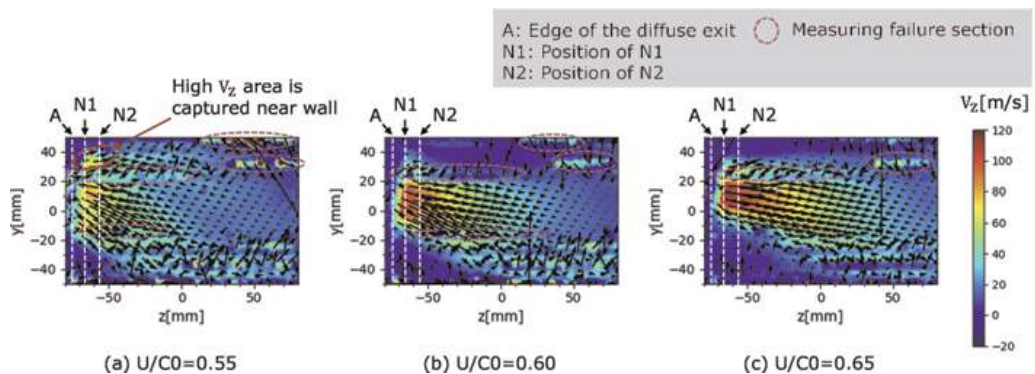 A: Edge of the diffuse exit
Measuring failure section
N1: Position of N1
N2: Position of N2
High Vz area is
captured near wall
A N1 N2
A N1 N2
A N1 N2
Vz[m/s]
y[mm]
40
20
0
−20
−40
−50 0 50
z[mm]
y[mm]
40
20
0
−20
−40
−50 0 50
z[mm]
y[mm]
40
20
0
−20
−40
−50 0 50
z[mm]
120
100
80
60
40
20
0
−20
(a) U/C0=0.55
(b) U/C0=0.60
(c) U/C0=0.65